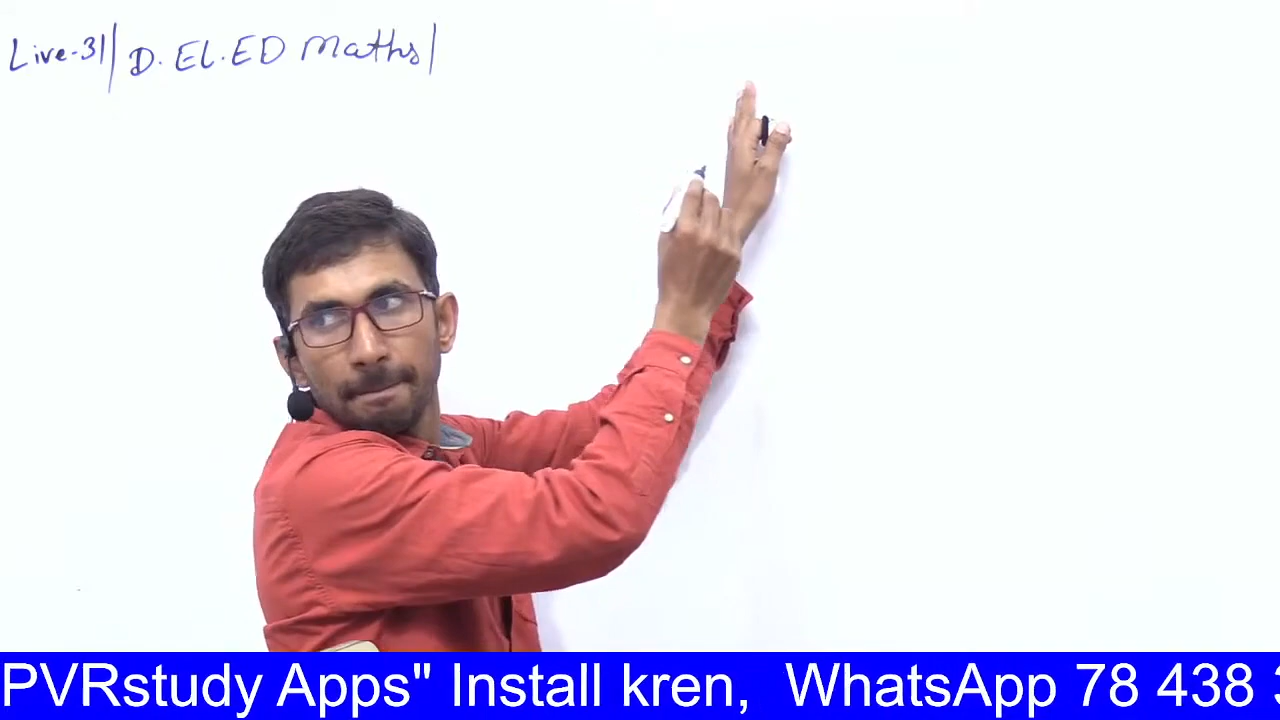 Live-31| D.EL.ED Maths|
PVRstudy Apps" Install kren, WhatsApp 78 438